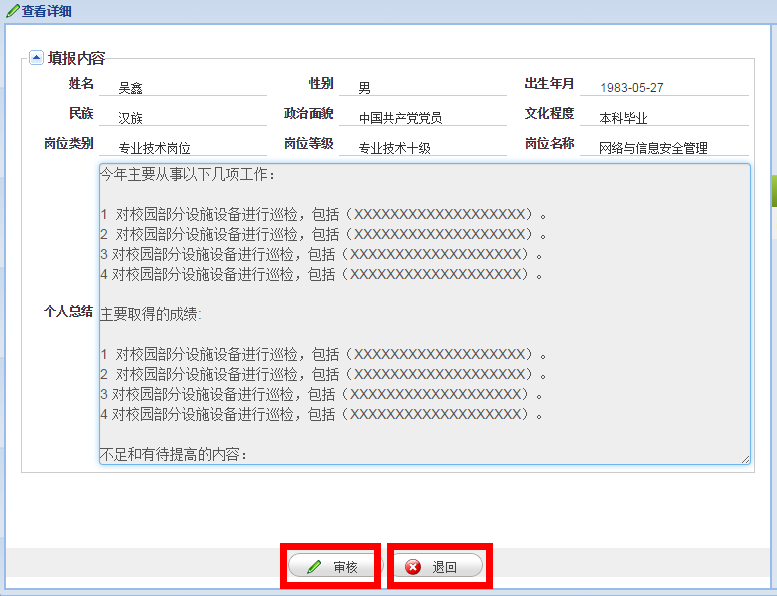 查看详细
填报内容
姓名 吴鑫 性别 男 出生年月 1983-05-27
民族 汉族 政治面貌 中国共产党党员 文化程度 本科毕业
岗位类别 专业技术岗位 岗位等级 专业技术十级 岗位名称 网络与信息安全管理
今年主要从事以下几项工作：
1 对校园部分设施设备进行巡检，包括（XXXXXXXXXXXXXXXXXXX）。
2 对校园部分设施设备进行巡检，包括（XXXXXXXXXXXXXXXXXXX）。
3 对校园部分设施设备进行巡检，包括（XXXXXXXXXXXXXXXXXXX）。
4 对校园部分设施设备进行巡检，包括（XXXXXXXXXXXXXXXXXXX）。
个人总结 主要取得的成绩:
1 对校园部分设施设备进行巡检，包括（XXXXXXXXXXXXXXXXXXX）。
2 对校园部分设施设备进行巡检，包括（XXXXXXXXXXXXXXXXXXX）。
3 对校园部分设施设备进行巡检，包括（XXXXXXXXXXXXXXXXXXX）。
4 对校园部分设施设备进行巡检，包括（XXXXXXXXXXXXXXXXXXX）。
不足和有待提高的内容：
审核 退回